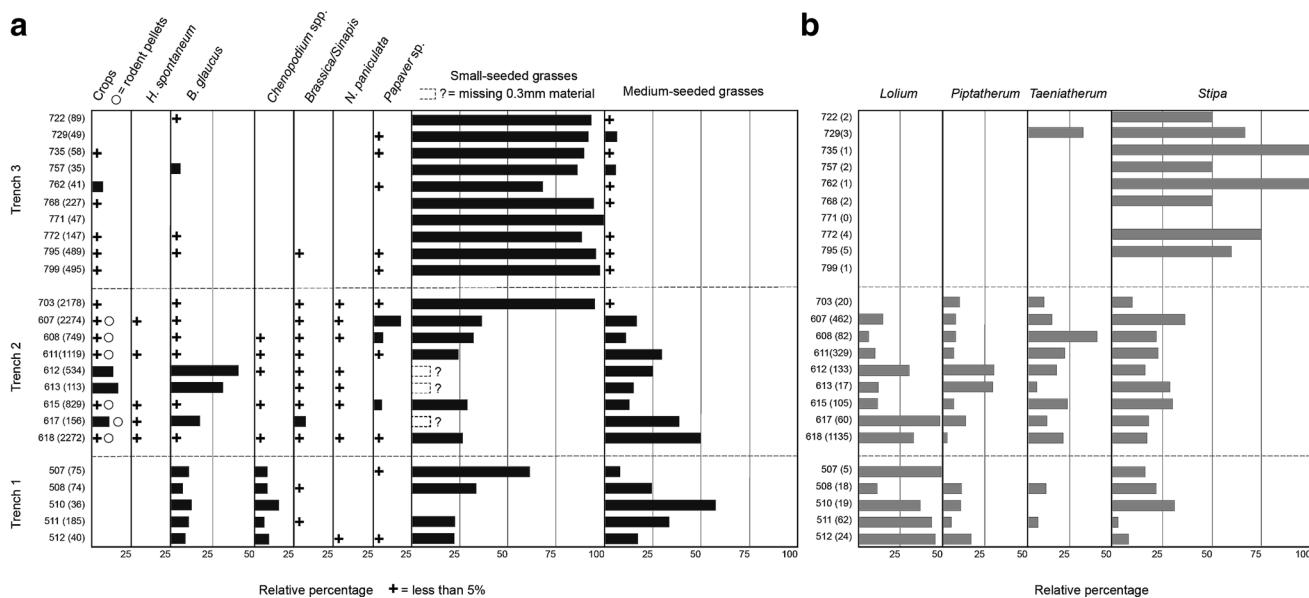 a
b
Crops
○= rodent pellets
H. spontaneum
B. glaucus
Chenopodium spp.
Brassica/Sinapis
N. paniculata
Papaver sp.
Small-seeded grasses
? = missing 0.3mm material
Medium-seeded grasses
Lolium
Piptatherum
Taeniatherum
Stipa
Trench 3
722 (89)
729 (49)
735 (58)
757 (35)
762 (41)
768 (227)
771 (47)
772 (147)
795 (489)
799 (495)
Trench 2
703 (2178)
607 (2274)
608 (749)
611(1119)
612 (534) ?
613 (113) ?
615 (829)
617 (156) ?
618 (2272)
Trench 1
507 (75)
508 (74)
510 (36)
511 (185)
512 (40)
25 25 25 50 25 25 25 25 25 50 75 100 25 50 75 100
Relative percentage
+ = less than 5%
722 (2)
729 (3)
735 (1)
757 (2)
762 (1)
768 (2)
771 (0)
772 (4)
795 (5)
799 (1)
703 (20)
607 (462)
608 (82)
611(329)
612 (133)
613 (17)
615 (105)
617 (60)
618 (1135)
507 (5)
508 (18)
510 (19)
511 (62)
512 (24)
25 50 25 50 25 50 25 50 75 100
Relative percentage